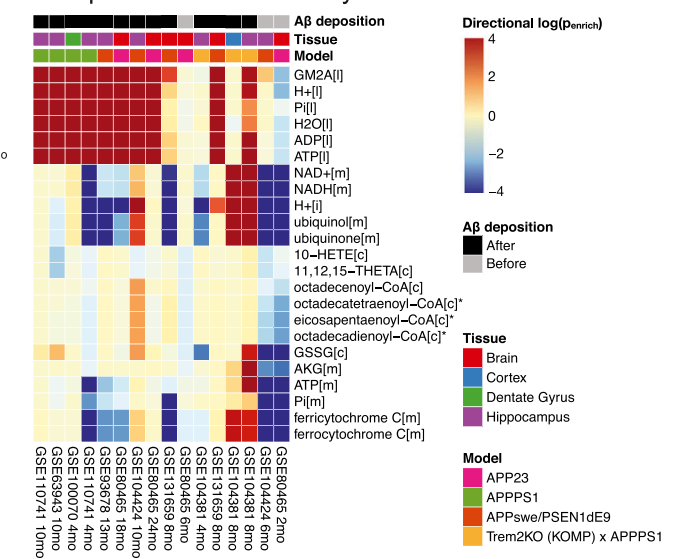 Aβ deposition
Tissue
Model
GM2A[l]
H+[l]
Pi[l]
H2O[l]
ADP[l]
ATP[l]
NAD+[m]
NADH[m]
H+[i]
ubiquinol[m]
ubiquinone[m]
10−HETE[c]
11,12,15−THETA[c]
octadecenoyl−CoA[c]
octadecatetraenoyl−CoA[c]*
eicosapentaenoyl−CoA[c]*
octadecadienoyl−CoA[c]*
GSSG[c]
AKG[m]
ATP[m]
Pi[m]
ferricytochrome C[m]
ferrocytochrome C[m]
GSE110741 10mo
GSE63943 10mo
GSE100070 4mo
GSE110741 4mo
GSE93678 13mo
GSE80465 18mo
GSE104424 10mo
GSE80465 24mo
GSE131659 8mo
GSE80465 6mo
GSE104381 4mo
GSE131659 8mo
GSE104381 8mo
GSE104381 8mo
GSE104424 6mo
GSE80465 2mo
Directional log(penrich)
4
2
0
−2
−4
Aβ deposition
After
Before
Tissue
Brain
Cortex
Dentate Gyrus
Hippocampus
Model
APP23
APPPS1
APPswe/PSEN1dE9
Trem2KO (KOMP) x APPPS1
o